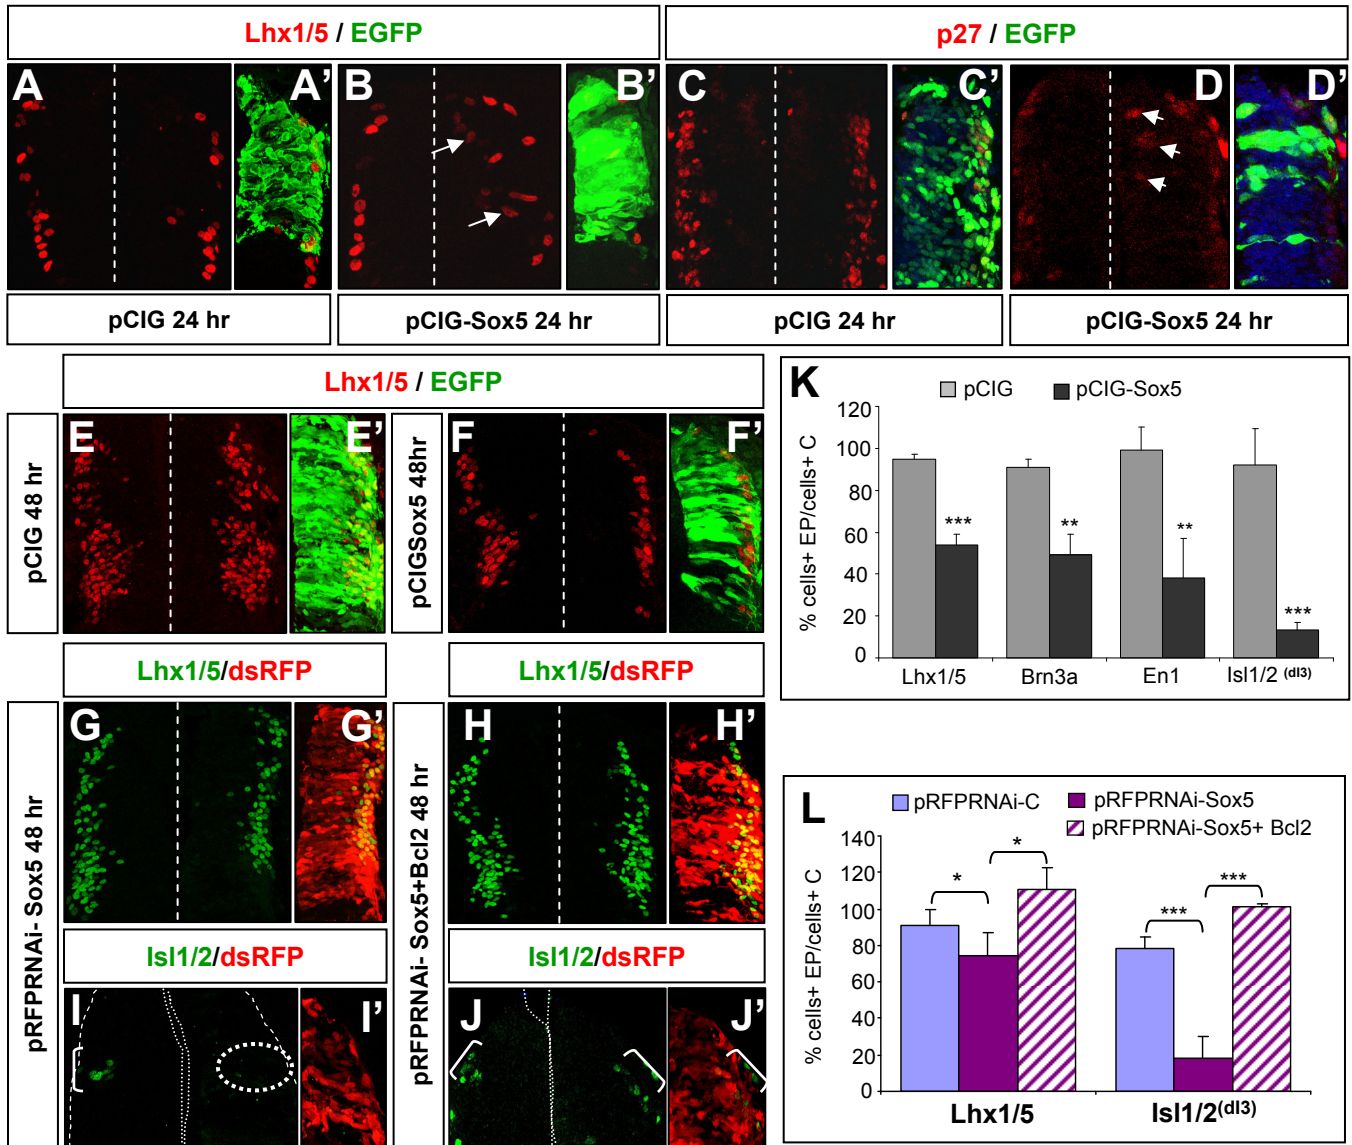 Lhx1/5 / EGFP
p27 / EGFP
A
A’
B
B’
C
C’
D
D’
pCIG 24 hr
pCIG-Sox5 24 hr
pCIG 24 hr
pCIG-Sox5 24 hr
Lhx1/5 / EGFP
pCIG 48 hr
E
E’
pCIGSox5 48hr
F
F’
K
pCIG
pCIG-Sox5
% cells+ EP/cells+ C
120
100
80
60
40
20
0
***
**
**
***
Lhx1/5
Brn3a
En1
Isl1/2 (dI3)
Lhx1/5/dsRFP
Lhx1/5/dsRFP
pRFPRNAi- Sox5 48 hr
G
G’
pRFPRNAi- Sox5+Bcl2 48 hr
H
H’
Isl1/2/dsRFP
Isl1/2/dsRFP
I
I’
J
J’
L
pRFPRNAi-C
pRFPRNAi-Sox5
pRFPRNAi-Sox5+ Bcl2
% cells+ EP/cells+ C
140
120
100
80
60
40
20
0
*
*
***
***
Lhx1/5
Isl1/2(dI3)